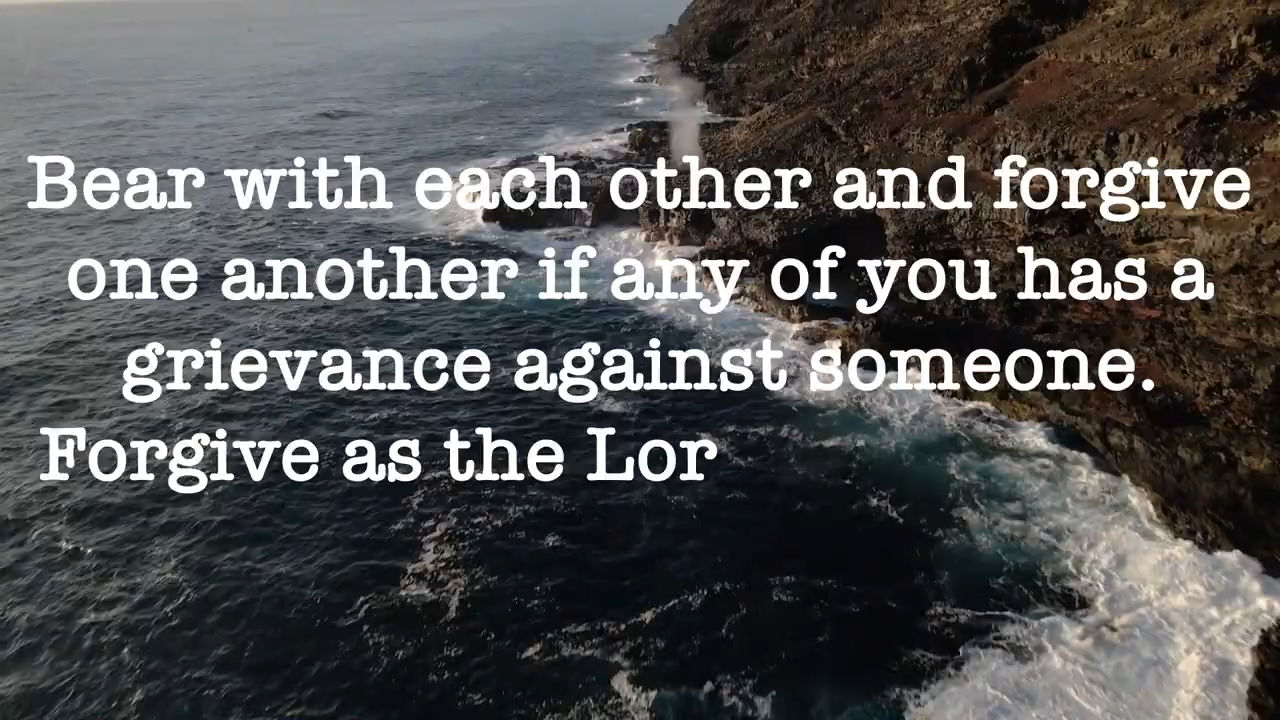 Bear with each other and forgive
one another if any of you has a
grievance against someone.
Forgive as the Lor